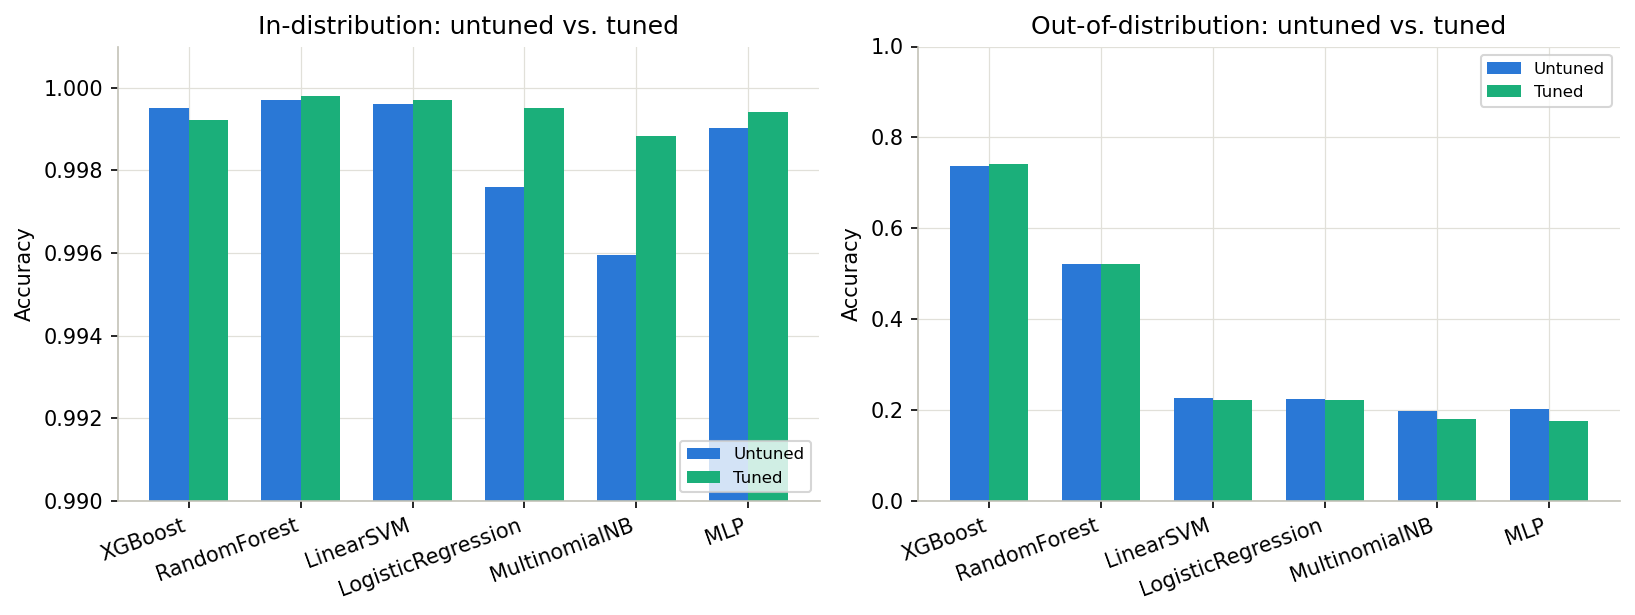 In-distribution: untuned vs. tuned
Accuracy
1.000
0.998
0.996
0.994
0.992
0.990
XGBoost
RandomForest
LinearSVM
LogisticRegression
MultinomialNB
MLP
Untuned
Tuned
Out-of-distribution: untuned vs. tuned
Accuracy
1.0
0.8
0.6
0.4
0.2
0.0
XGBoost
RandomForest
LinearSVM
LogisticRegression
MultinomialNB
MLP
Untuned
Tuned